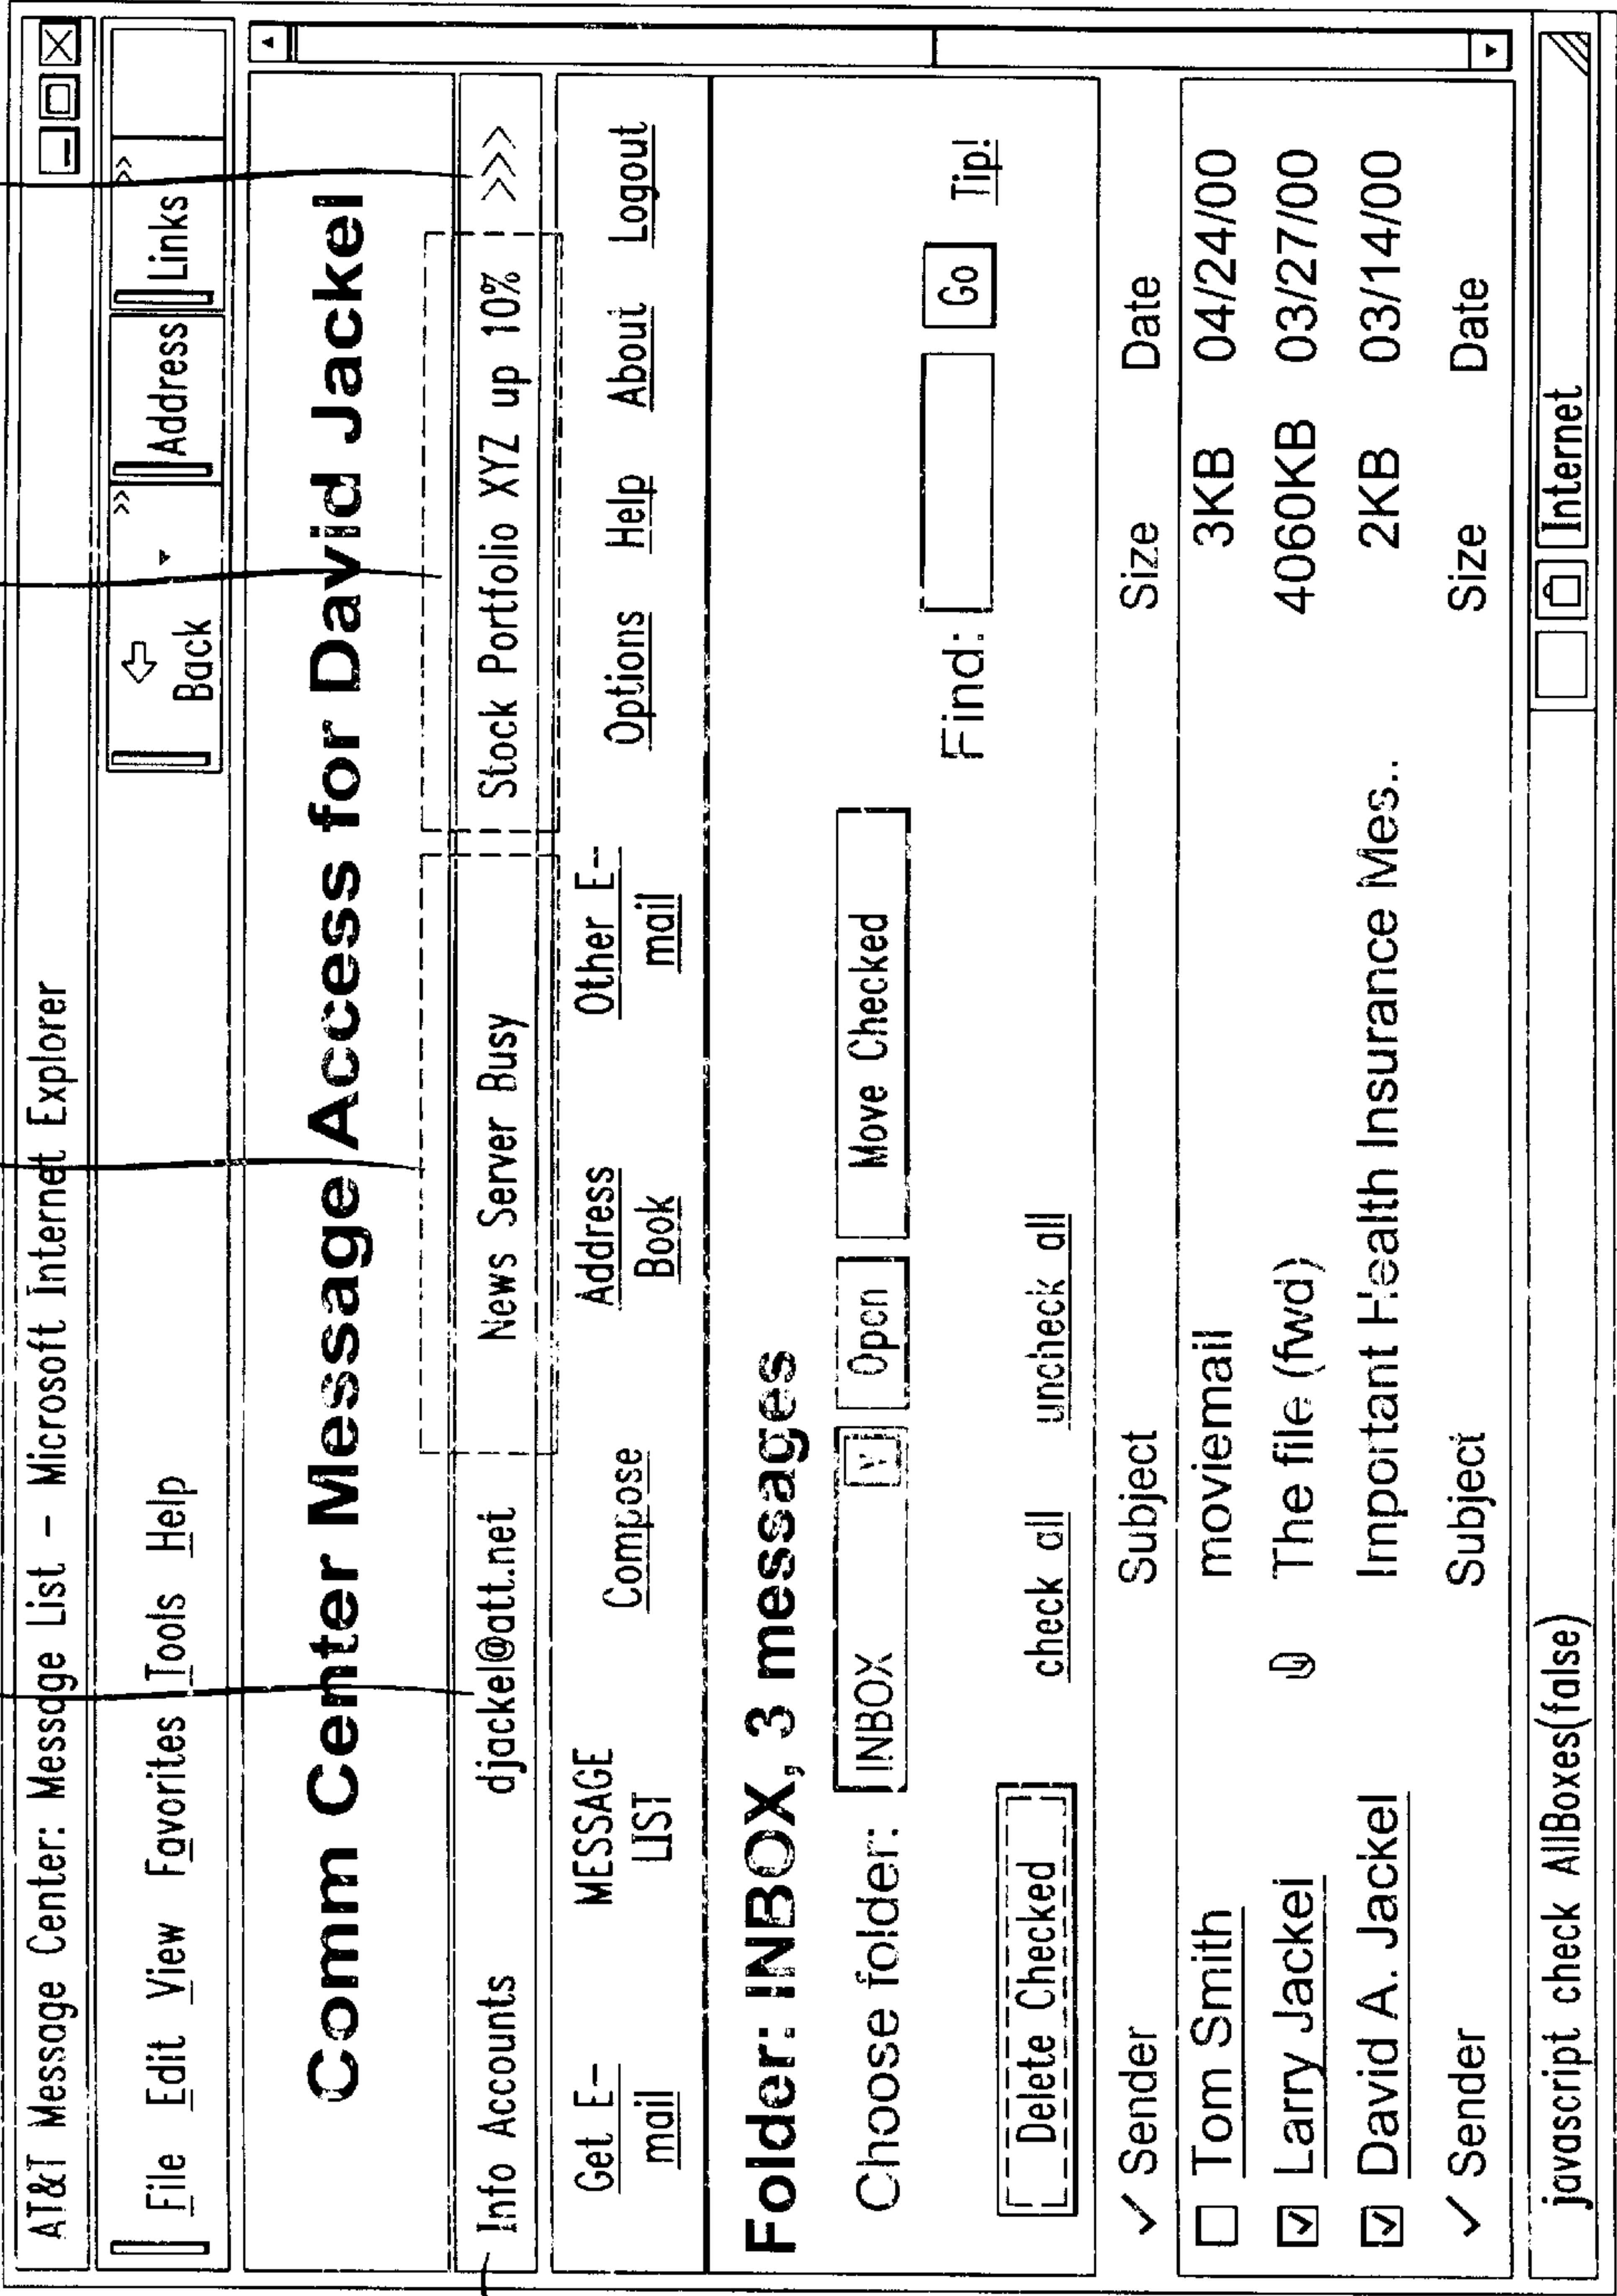 AT&T Message Center: Message List – Microsoft Internet Explorer
File Edit View Favorites Tools Help Back Address Links
Comm Center Message Access for David Jackel
Info Accounts djackel@att.net News Server Busy Stock Portfolio XYZ up 10% >>>
Get E-mail MESSAGE LIST Compose Address Book Other E-mail Options Help About Logout
Folder: INBOX, 3 messages
Choose folder: INBOX Open Move Checked
Find: Go Tip!
Delete Checked check all uncheck all
✓ Sender Subject Size Date
Tom Smith moviemail 3KB 04/24/00
Larry Jackel The file (fwd) 4060KB 03/27/00
David A. Jackel Important Health Insurance Mes.. 2KB 03/14/00
✓ Sender Subject Size Date
javascript check AllBoxes(false) Internet